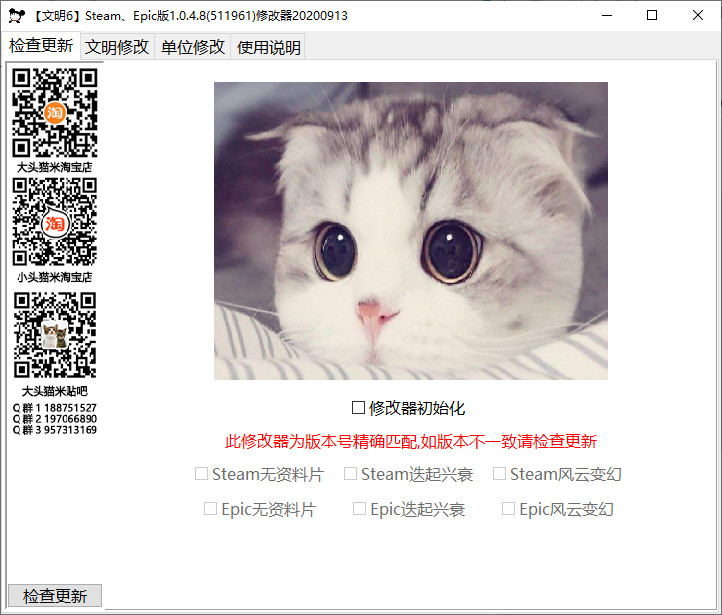 【文明6】Steam、Epic版1.0.4.8(511961)修改器20200913
检查更新 文明修改 单位修改 使用说明
淘
大头猫米淘宝店
淘
小头猫米淘宝店
大头猫米贴吧
Q群1 188751527
Q群2 197066890
Q群3 957313169
修改器初始化
此修改器为版本号精确匹配,如版本不一致请检查更新
Steam无资料片 Steam迭起兴衰 Steam风云变幻
Epic无资料片 Epic迭起兴衰 Epic风云变幻
检查更新